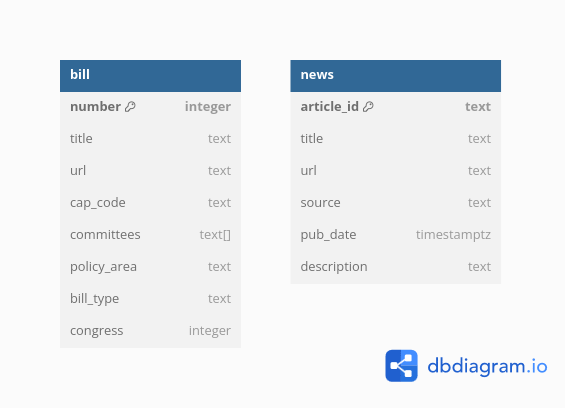 bill
number integer
title text
url text
cap_code text
committees text[]
policy_area text
bill_type text
congress integer
news
article_id text
title text
url text
source text
pub_date timestamptz
description text
dbdiagram.io